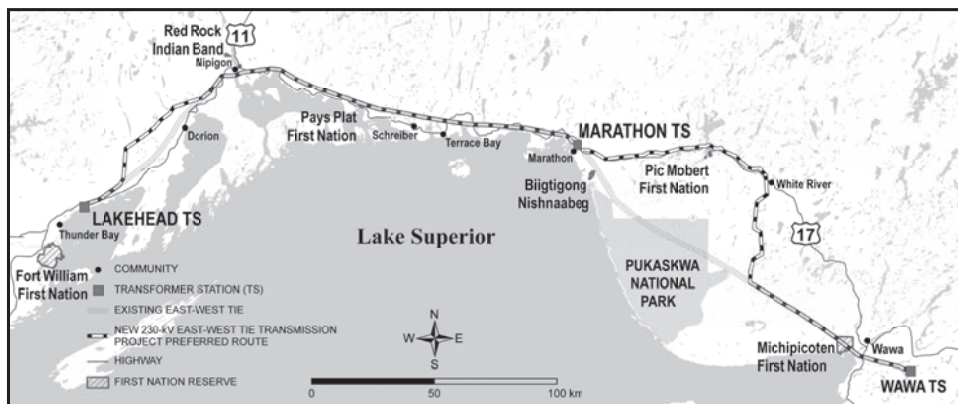 11
Red Rock
Indian Band
Nipigon
Dorion
Pays Plat
First Nation
Schreiber
Terrace Bay
MARATHON TS
Marathon
Pic Mobert
First Nation
White River
Biigtigong
Nishnaabeg
17
LAKEHEAD TS
Thunder Bay
Fort William
First Nation
Lake Superior
PUKASKWA
NATIONAL
PARK
Michipicoten
First Nation
Wawa
WAWA TS
COMMUNITY
TRANSFORMER STATION (TS)
EXISTING EAST-WEST TIE
NEW 230-kV EAST-WEST TIE TRANSMISSION
PROJECT PREFERRED ROUTE
HIGHWAY
FIRST NATION RESERVE
N
W E
S
0 50 100 km